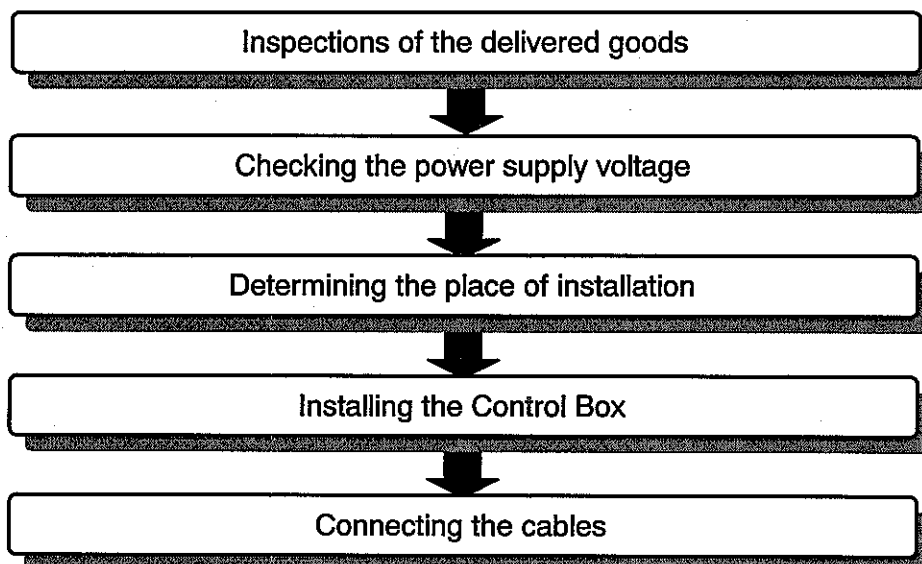 Inspections of the delivered goods
Checking the power supply voltage
Determining the place of installation
Installing the Control Box
Connecting the cables